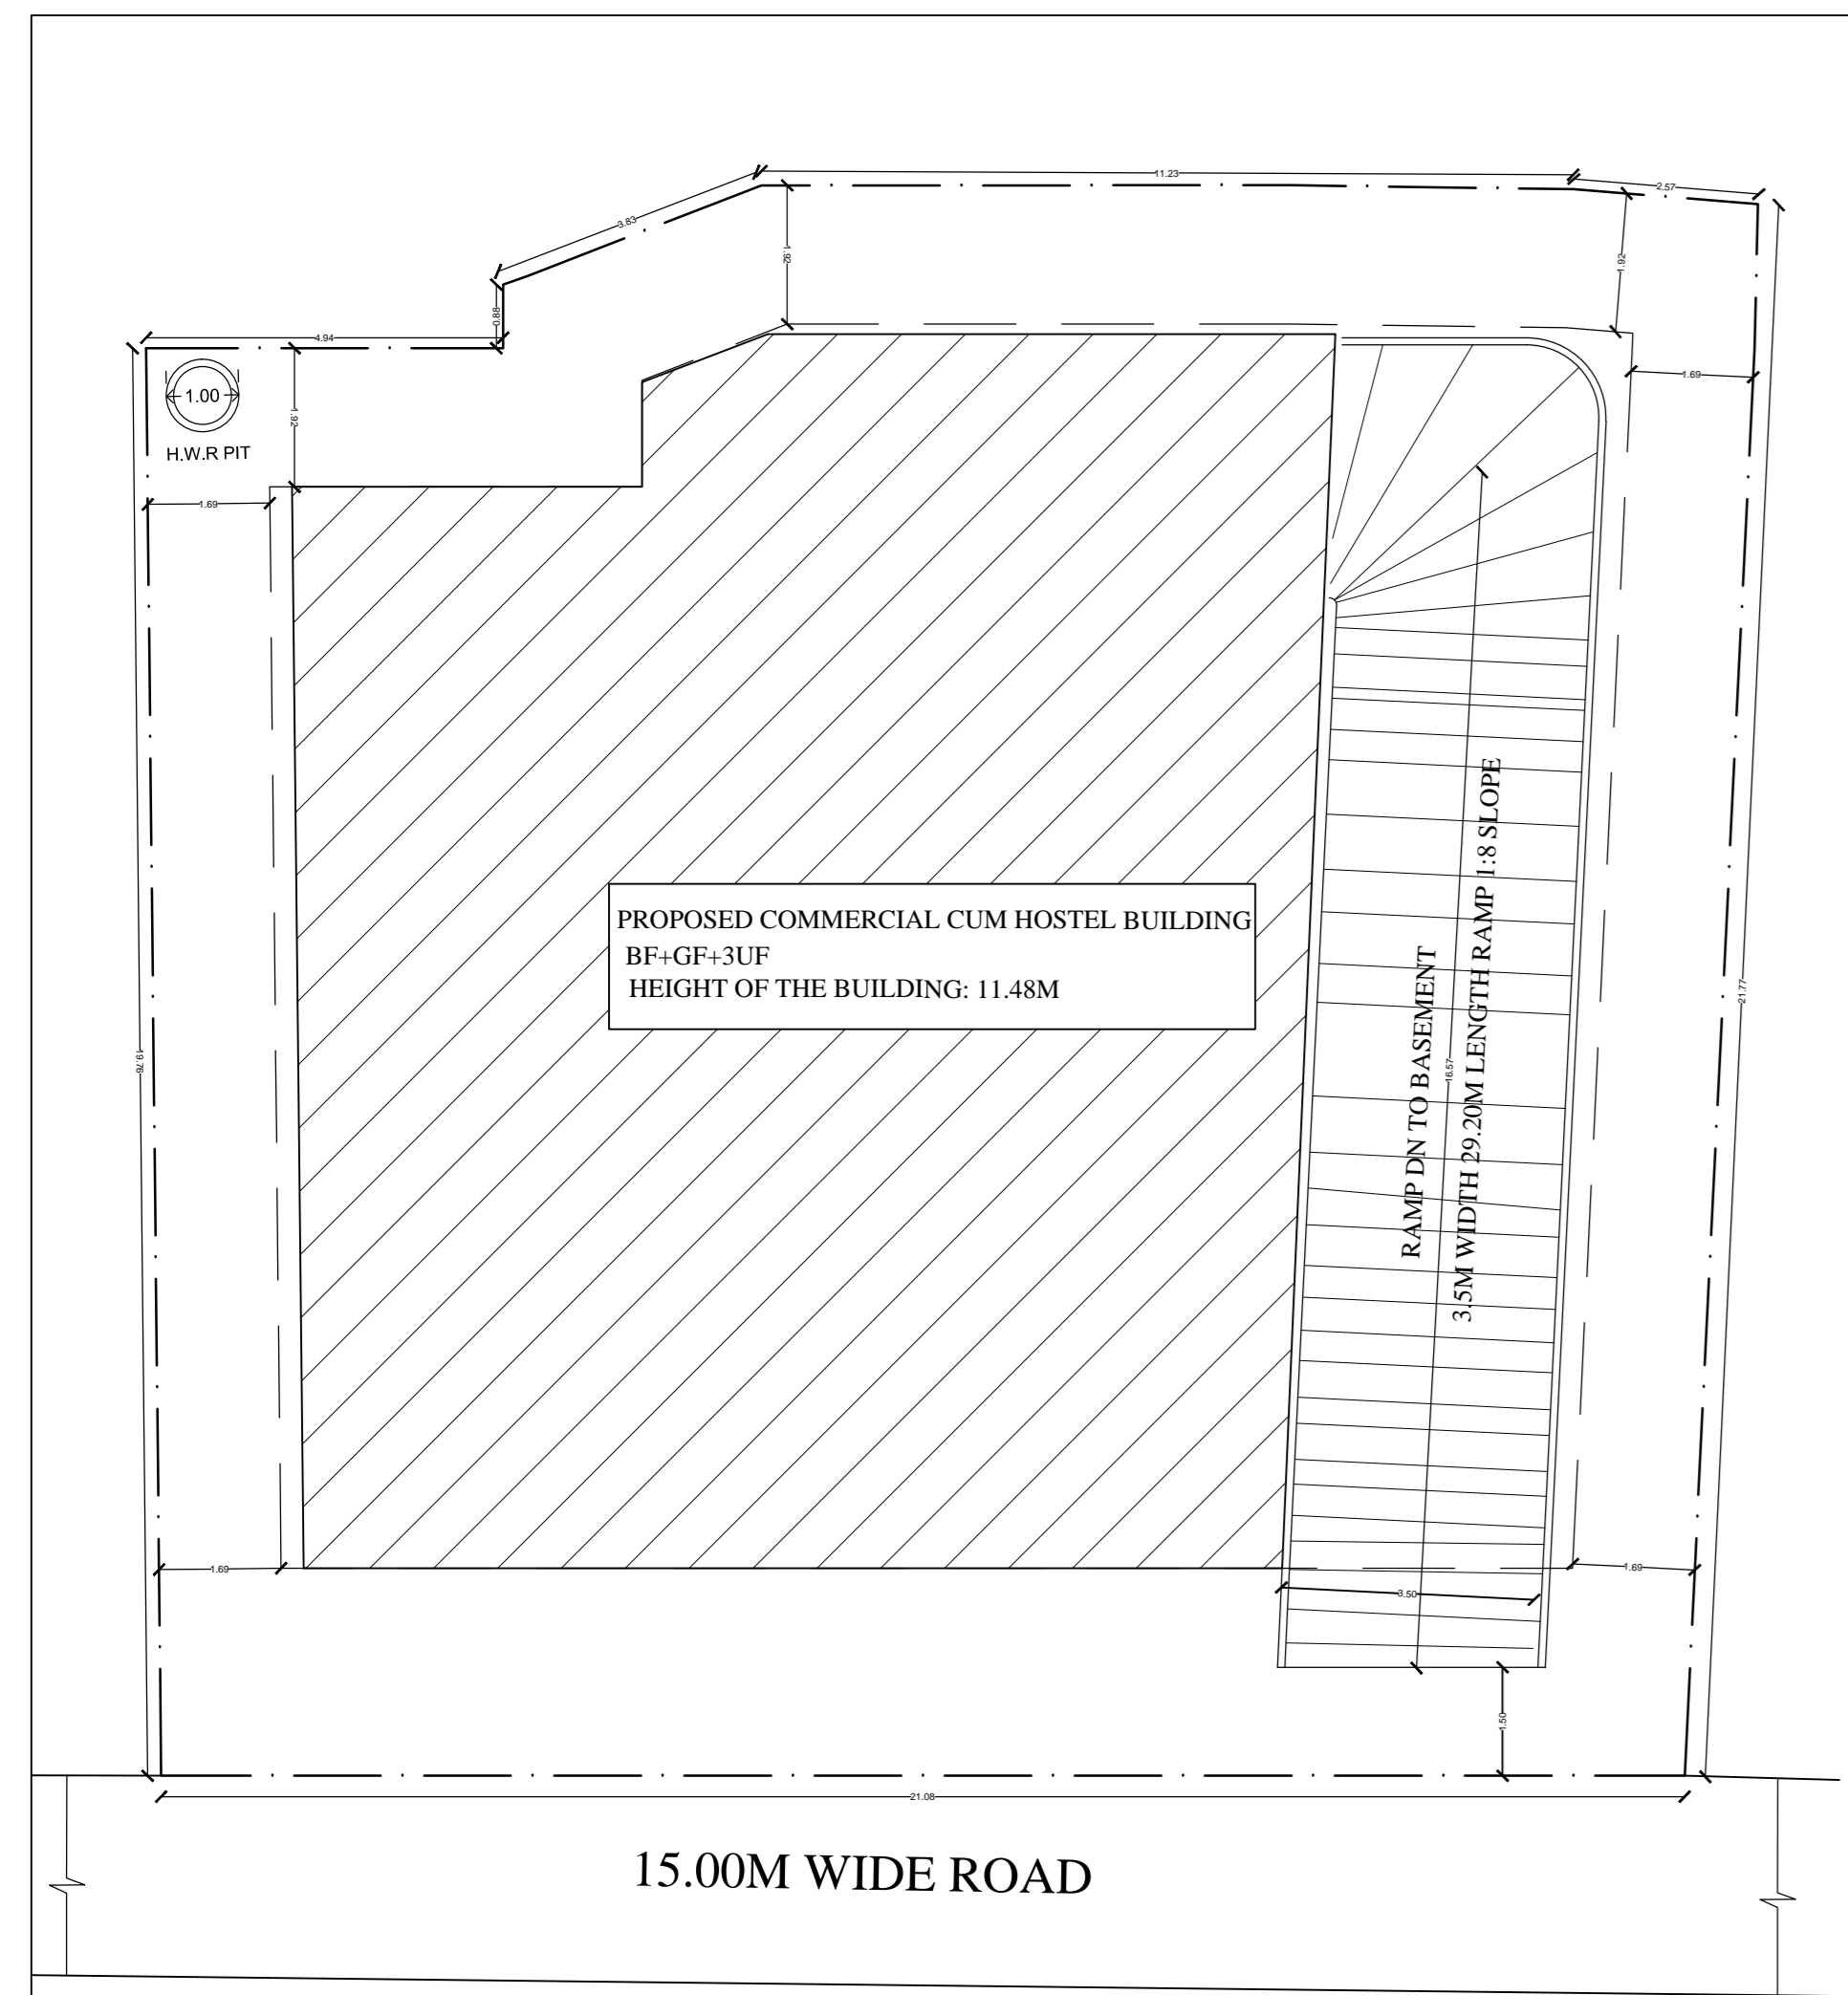 11.23
2.57
3.83
1.92
1.92
0.88
4.94
1.69
1.00
1.92
H.W.R PIT
1.69
PROPOSED COMMERCIAL CUM HOSTEL BUILDING
BF+GF+3UF
HEIGHT OF THE BUILDING: 11.48M
RAMP DN TO BASEMENT
16.57
3.5M WIDTH 29.20M LENGTH RAMP 1:8 SLOPE
21.77
19.76
1.69
1.69
3.50
1.50
21.08
15.00M WIDE ROAD